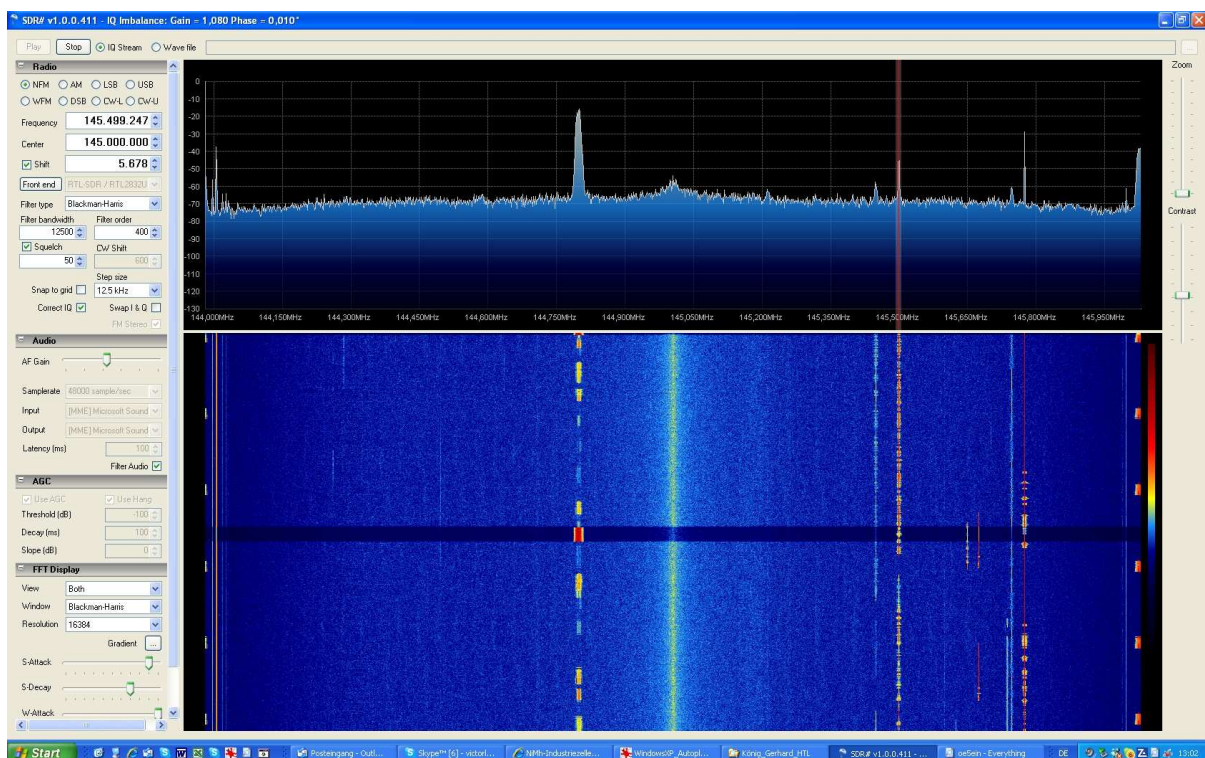 SDR# v1.0.0.411 - IQ Imbalance: Gain = 1,080 Phase = 0,010°
Play Stop IQ Stream Wave file
Radio
NFM AM LSB USB
WFM DSB CW-L CW-U
Frequency 145.499.247
Center 145.000.000
Shift 5.678
Front end RTL-SDR / RTL2832U
Filter type Blackman-Harris
Filter bandwidth Filter order
12500 400
Squelch CW Shift
50 600
Step size
Snap to grid 12.5 kHz
Correct IQ Swap I & Q
FM Stereo
Audio
AF Gain
Samplerate 48000 sample/sec
Input [MME] Microsoft Sound
Output [MME] Microsoft Sound
Latency (ms) 100
Filter Audio
AGC
Use AGC Use Hang
Threshold (dB) -100
Decay (ms) 100
Slope (dB) 0
FFT Display
View Both
Window Blackman-Harris
Resolution 16384
Gradient ...
S-Attack
S-Decay
W-Attack
0
-10
-20
-30
-40
-50
-60
-70
-80
-90
-100
-110
-120
-130
144,000MHz 144,150MHz 144,300MHz 144,450MHz 144,600MHz 144,750MHz 144,900MHz 145,050MHz 145,200MHz 145,350MHz 145,500MHz 145,650MHz 145,800MHz 145,950MHz
Zoom
Contrast
Start Posteingang - Outl... Skype™ [6] - victorl... NiMh-Industriezelle... WindowsXP_Autopl... König_Gerhard_HTL SDR# v1.0.0.411 - ... oe5ein - Everything DE 13:02